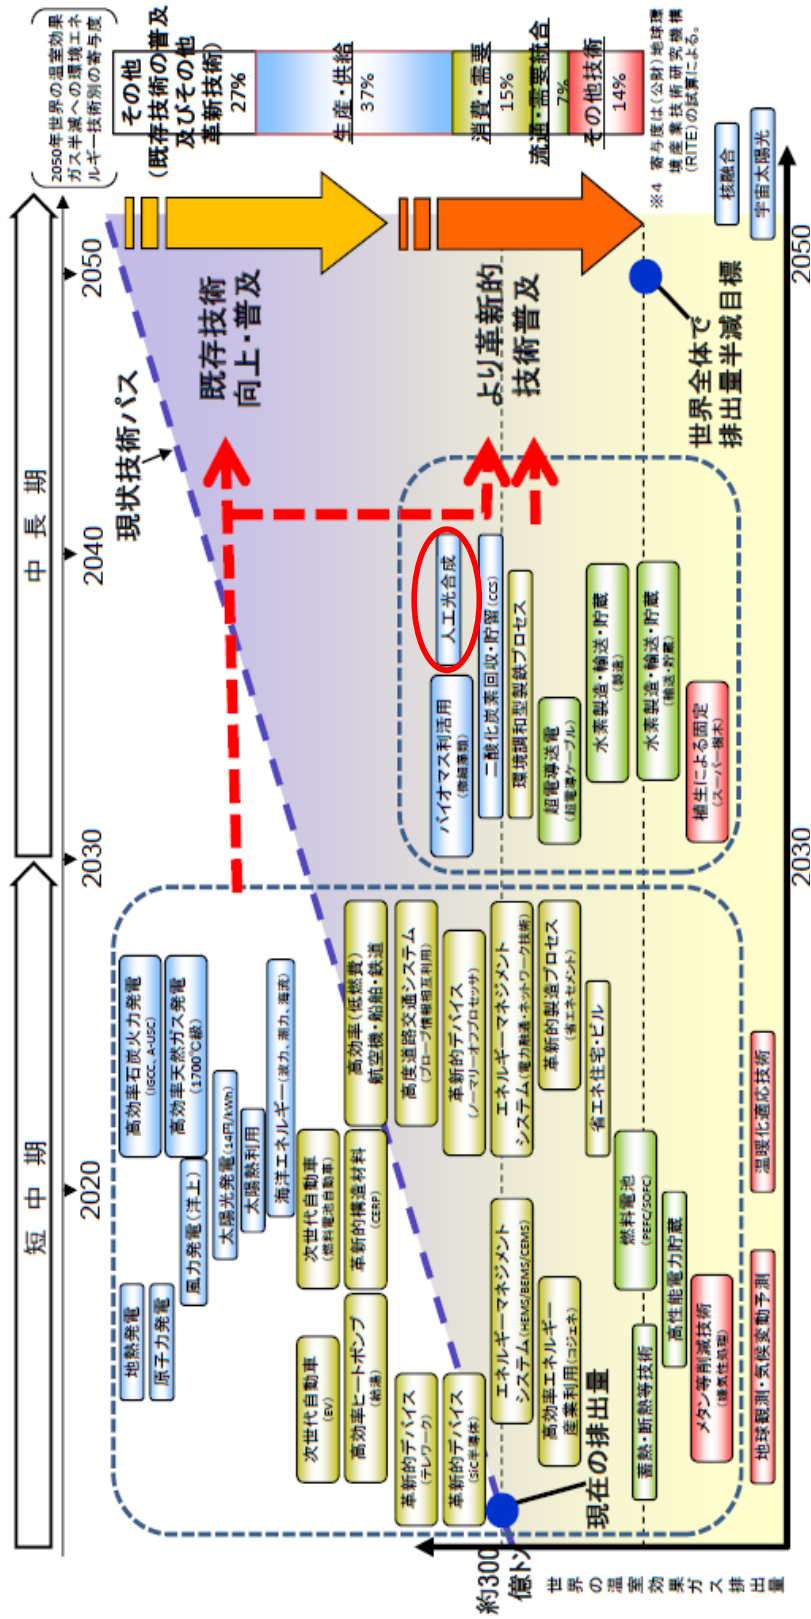 短中期
中長期
2020
2030
2040
2050
2050年世界の温室効果
ガス半減への環境エネ
ルギー技術別の寄与度
その他
(既存技術の普及
及びその他
革新技術)
27%
生産・供給
37%
消費・需要
15%
流通・需要統合
7%
その他技術
14%
※4 寄与度は(公財)地球環
境産業技術研究機構
(RITE)の試算による。
現状技術パス
既存技術
向上・普及
より革新的
技術普及
世界全体で
排出量半減目標
地熱発電
原子力発電
高効率石炭火力発電
(IGCC、A-USC)
高効率天然ガス発電
(1700℃級)
風力発電(洋上)
太陽光発電(14円/kWh)
太陽熱利用
海洋エネルギー(波力、潮力、海流)
次世代自動車
(EV)
次世代自動車
(燃料電池自動車)
高効率ヒートポンプ
(給湯)
革新的構造材料
(CERP)
高効率(低燃費)
航空機・船舶・鉄道
革新的デバイス
(テレワーク)
高度道路交通システム
(プローブ情報相互利用)
革新的デバイス
(SiC半導体)
革新的デバイス
(ノーマリーオフプロセッサ)
エネルギーマネジメント
システム(HEMS/BEMS/CEMS)
エネルギーマネジメント
システム(電力融通・ネットワーク技術)
高効率エネルギー
産業利用(コジェネ)
革新的製造プロセス
(省エネセメント)
省エネ住宅・ビル
燃料電池
(PEFC/SOFC)
蓄熱・断熱等技術
高性能電力貯蔵
メタン等削減技術
(嫌気性処理)
地球観測・気候変動予測
温暖化適応技術
バイオマス利活用
(微細藻類)
人工光合成
二酸化炭素回収・貯留(CCS)
環境調和型製鉄プロセス
超電導送電
(超電導ケーブル)
水素製造・輸送・貯蔵
(製造)
水素製造・輸送・貯蔵
(輸送・貯蔵)
植生による固定
(スーパー樹木)
核融合
宇宙太陽光
約300
億トン
現在の排出量
世界の温室効果ガス排出量
2030
2050